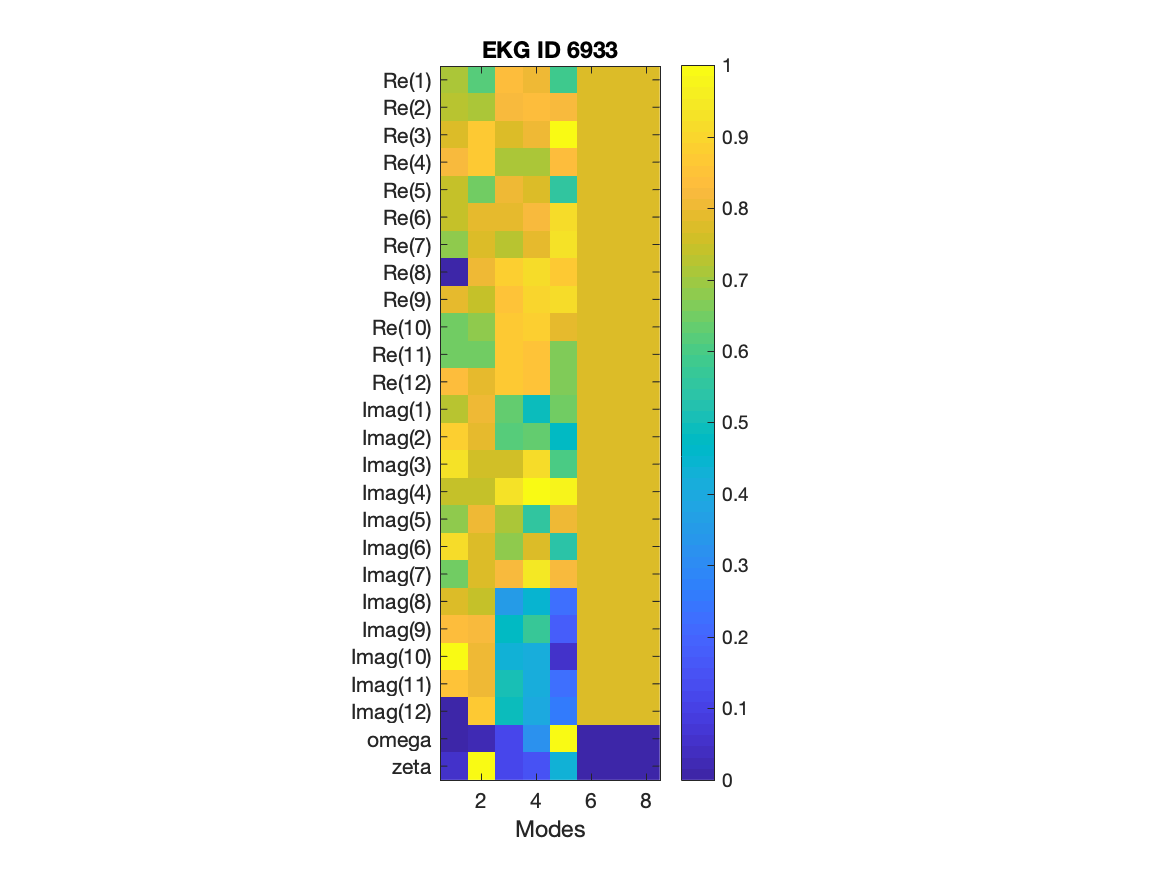 EKG ID 6933
Re(1)
Re(2)
Re(3)
Re(4)
Re(5)
Re(6)
Re(7)
Re(8)
Re(9)
Re(10)
Re(11)
Re(12)
Imag(1)
Imag(2)
Imag(3)
Imag(4)
Imag(5)
Imag(6)
Imag(7)
Imag(8)
Imag(9)
Imag(10)
Imag(11)
Imag(12)
omega
zeta
2 4 6 8
Modes
1
0.9
0.8
0.7
0.6
0.5
0.4
0.3
0.2
0.1
0